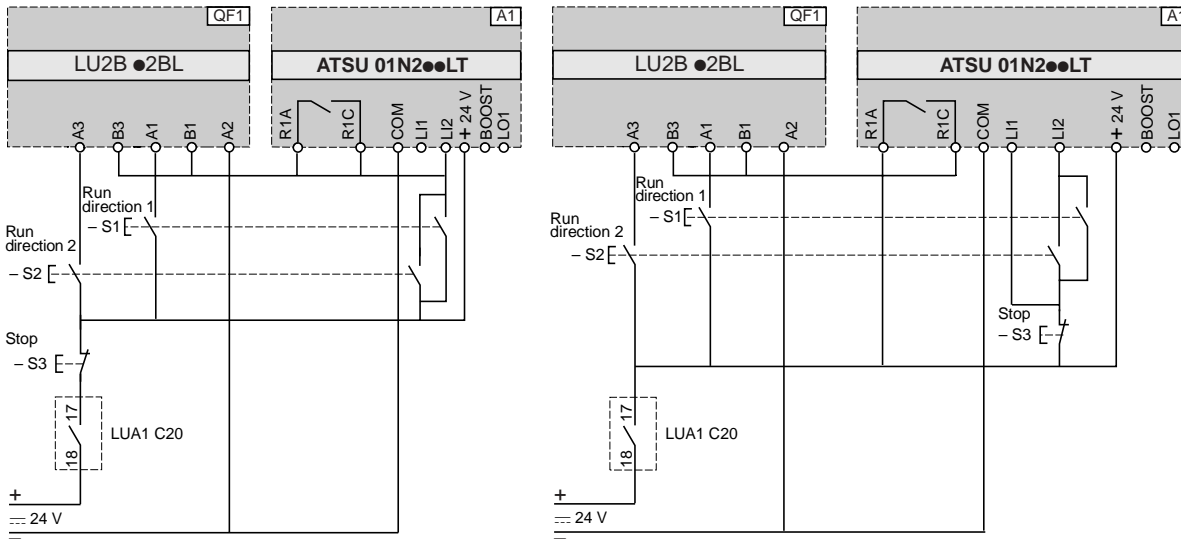 QF1
LU2B ●2BL
A3
B3
A1
B1
A2
A1
ATSU 01N2●●LT
R1A
R1C
COM
LI1
LI2
+ 24 V
BOOST
LO1
Run
direction 1
– S1
Run
direction 2
– S2
Stop
– S3
17
18
LUA1 C20
+
24 V
–
QF1
LU2B ●2BL
A3
B3
A1
B1
A2
A1
ATSU 01N2●●LT
R1A
R1C
COM
LI1
LI2
+ 24 V
BOOST
LO1
Run
direction 1
– S1
Run
direction 2
– S2
Stop
– S3
17
18
LUA1 C20
+
24 V
–